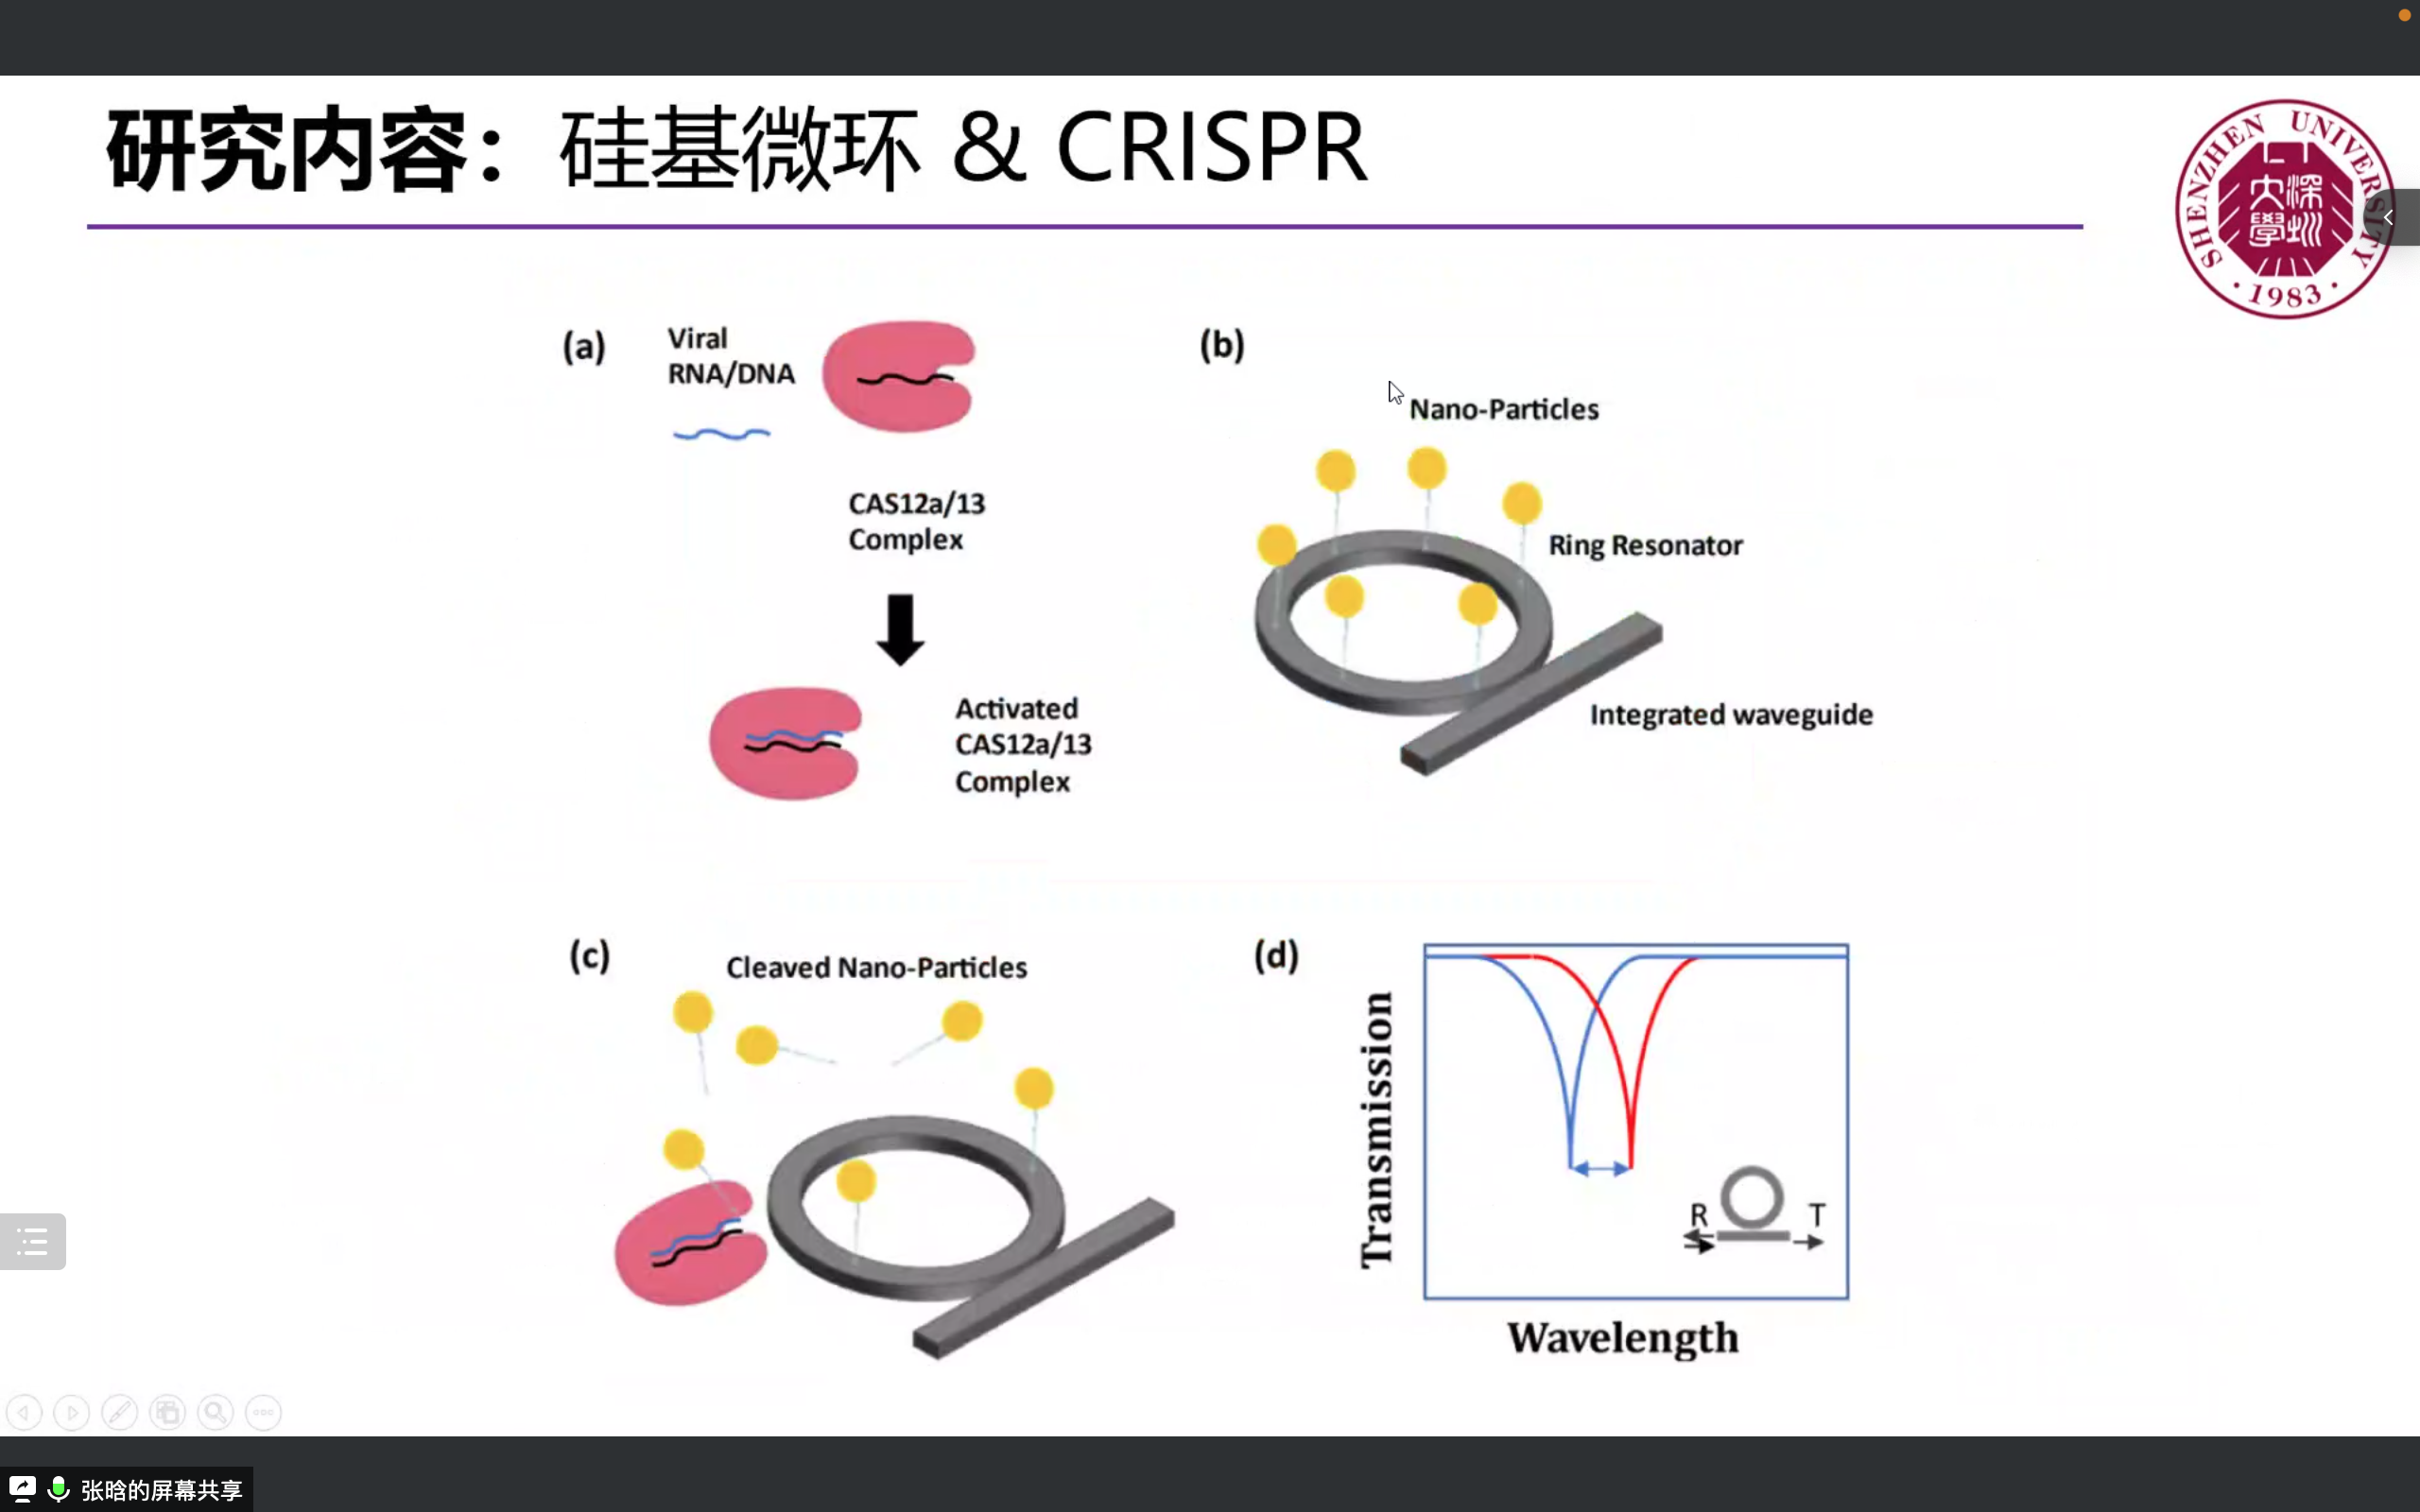 研究内容：硅基微环 & CRISPR
SHENZHEN UNIVERSITY
深圳
大學
· 1983 ·
(a)
Viral
RNA/DNA
CAS12a/13
Complex
Activated
CAS12a/13
Complex
(b)
Nano-Particles
Ring Resonator
Integrated waveguide
(c)
Cleaved Nano-Particles
(d)
Transmission
R
T
Wavelength
张晗的屏幕共享